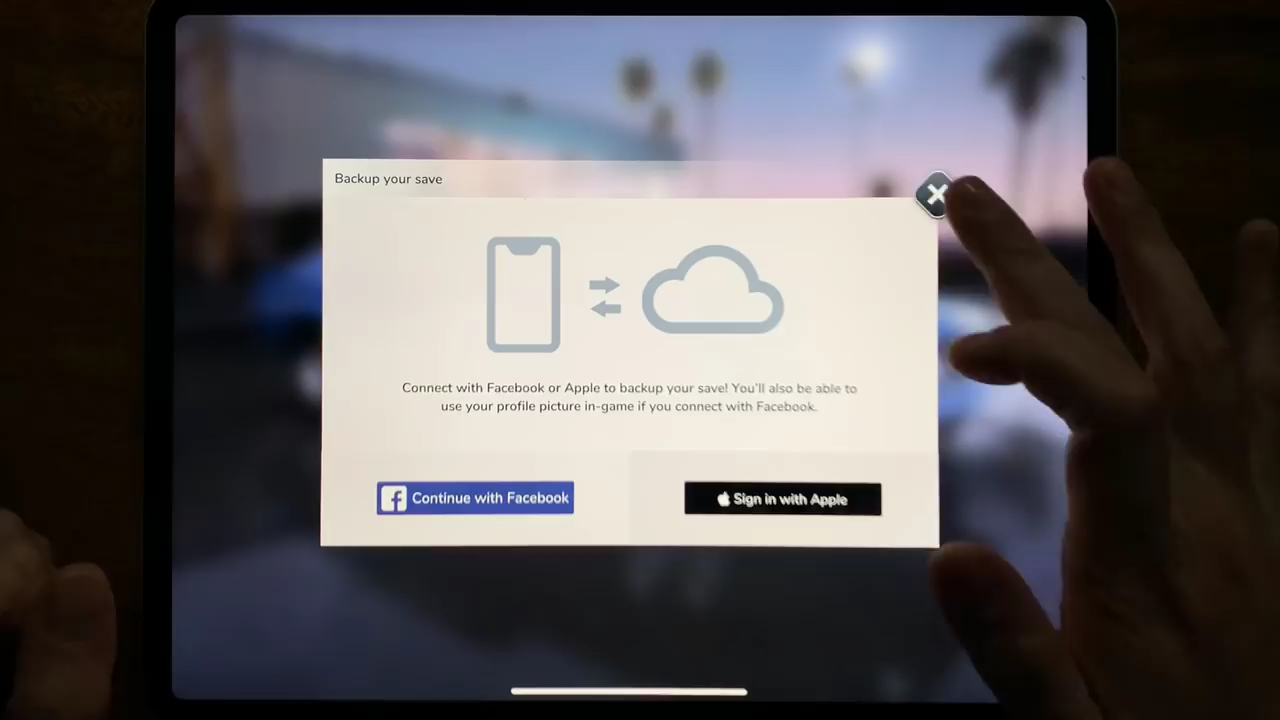 Backup your save
Connect with Facebook or Apple to backup your save! You'll also be able to
use your profile picture in-game if you connect with Facebook.
Continue with Facebook
Sign in with Apple